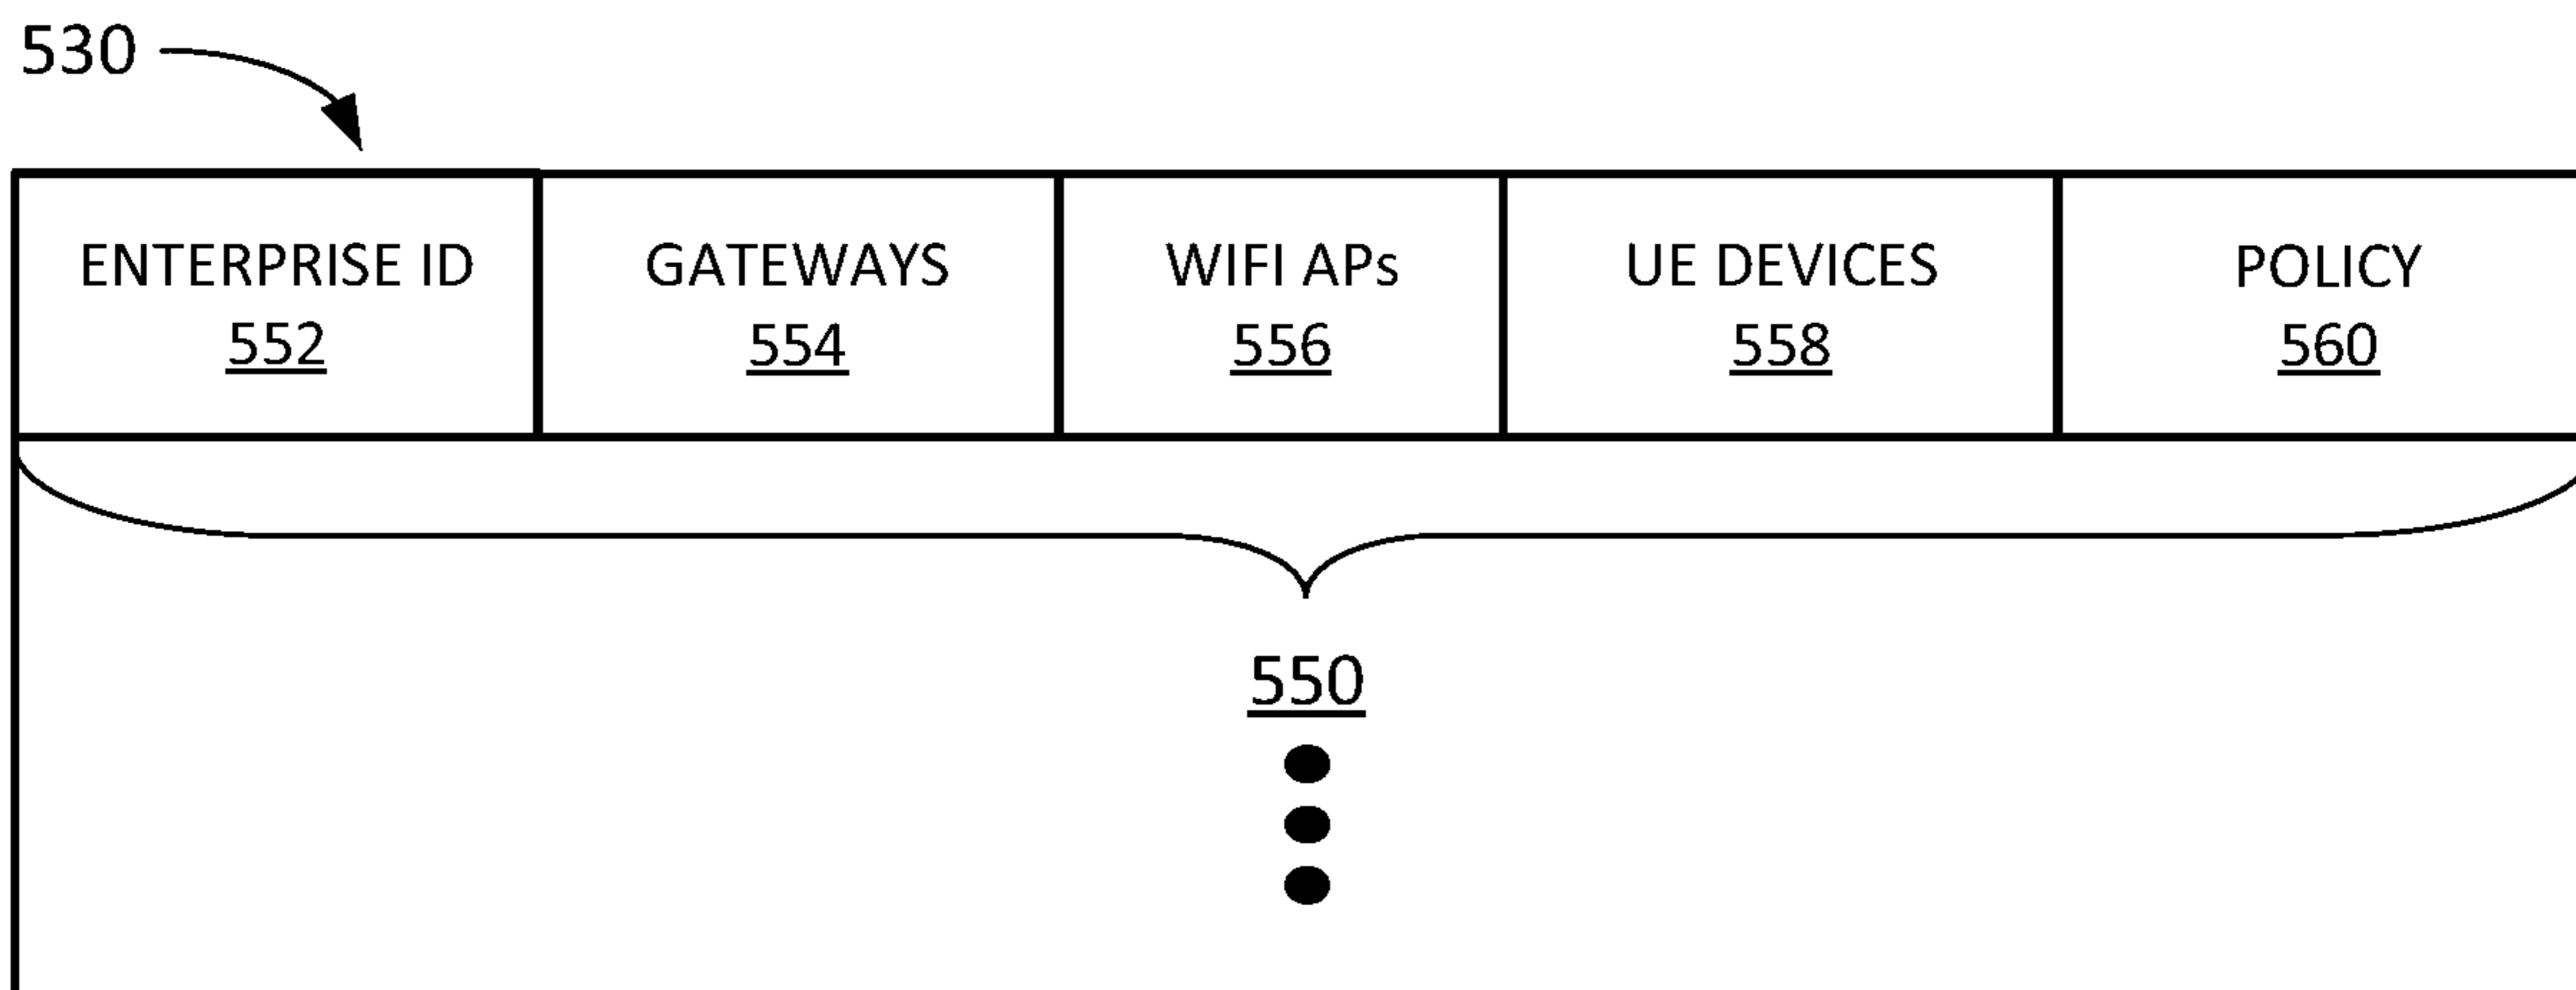 530
ENTERPRISE ID GATEWAYS WIFI APs UE DEVICES POLICY
552 554 556 558 560
550